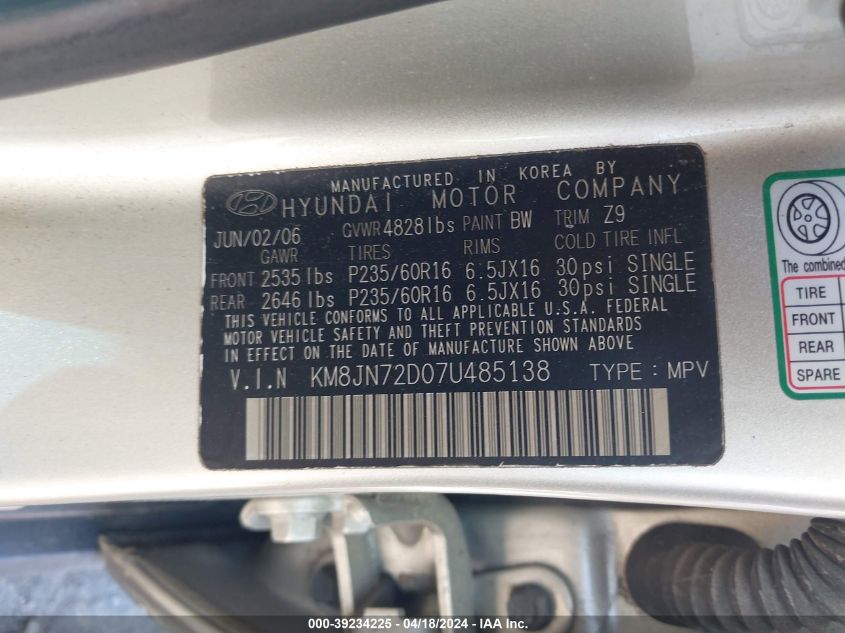 MANUFACTURED IN KOREA BY
HYUNDAI MOTOR COMPANY
JUN/02/06 GVWR 4828 lbs PAINT BW TRIM Z9
GAWR TIRES RIMS COLD TIRE INFL
FRONT 2535 lbs P235/60R16 6.5JX16 30psi SINGLE
REAR 2646 lbs P235/60R16 6.5JX16 30psi SINGLE
THIS VEHICLE CONFORMS TO ALL APPLICABLE U.S.A. FEDERAL
MOTOR VEHICLE SAFETY AND THEFT PREVENTION STANDARDS
IN EFFECT ON THE DATE OF MANUFACTURE SHOWN ABOVE
V.I.N KM8JN72D07U485138 TYPE : MPV
The combined
TIRE
FRONT
REAR
SPARE
000-39234225 - 04/18/2024 - IAA Inc.